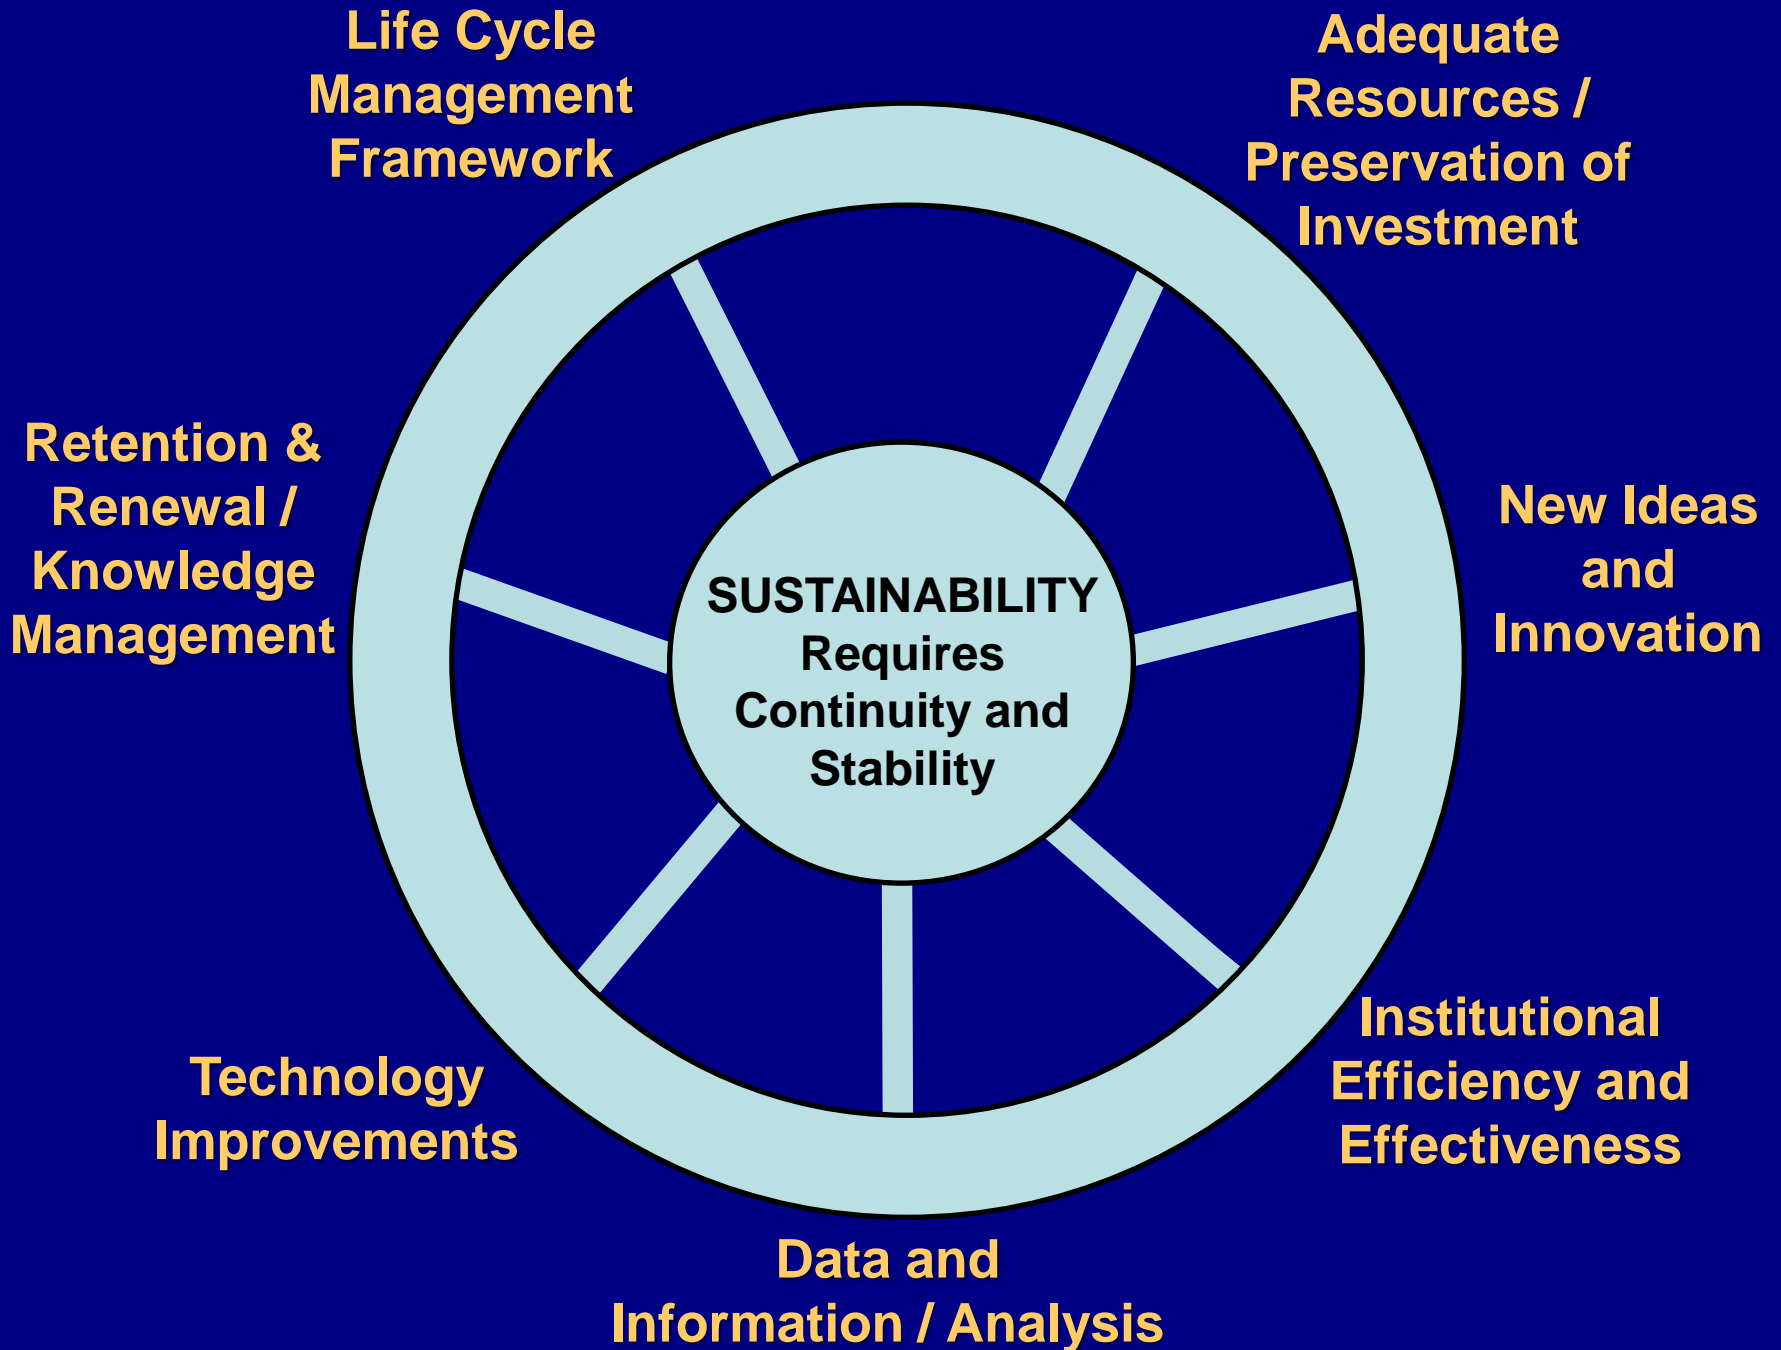 Life Cycle
Management
Framework
Adequate
Resources /
Preservation of
Investment
Retention &
Renewal /
Knowledge
Management
New Ideas
and
Innovation
SUSTAINABILITY
Requires
Continuity and
Stability
Technology
Improvements
Institutional
Efficiency and
Effectiveness
Data and
Information / Analysis